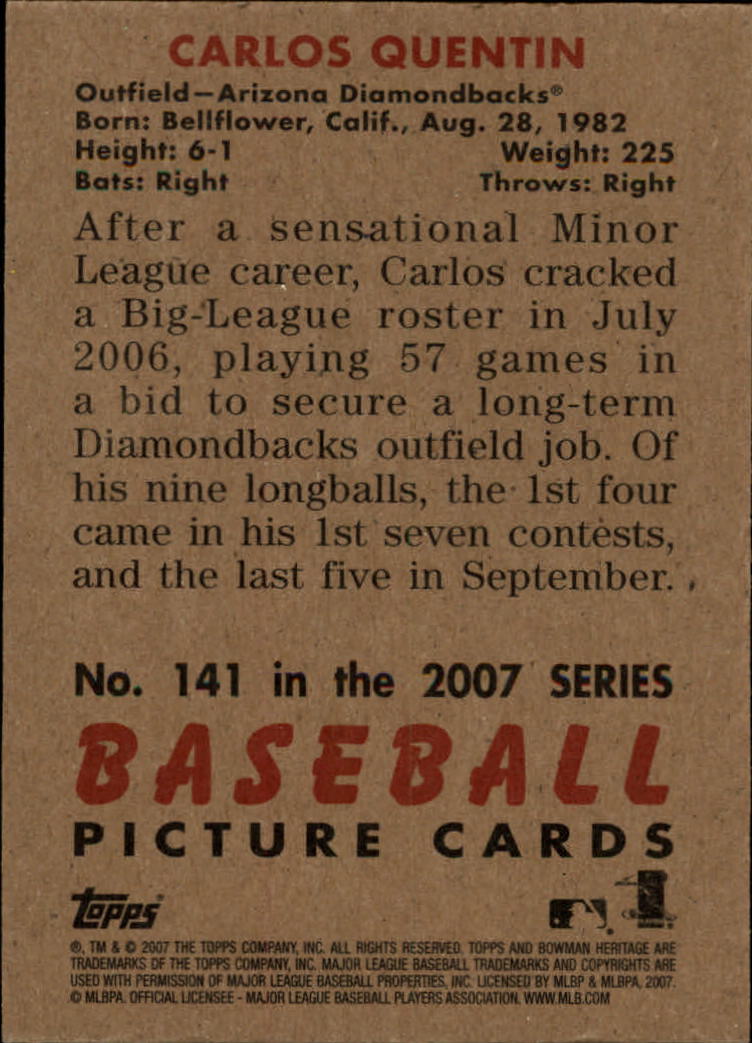 CARLOS QUENTIN
Outfield—Arizona Diamondbacks®
Born: Bellflower, Calif., Aug. 28, 1982
Height: 6-1 Weight: 225
Bats: Right Throws: Right
After a sensational Minor
League career, Carlos cracked
a Big-League roster in July
2006, playing 57 games in
a bid to secure a long-term
Diamondbacks outfield job. Of
his nine longballs, the 1st four
came in his 1st seven contests,
and the last five in September.
No. 141 in the 2007 SERIES
BASEBALL
PICTURE CARDS
Topps
®, TM & © 2007 THE TOPPS COMPANY, INC. ALL RIGHTS RESERVED. TOPPS AND BOWMAN HERITAGE ARE
TRADEMARKS OF THE TOPPS COMPANY, INC. MAJOR LEAGUE BASEBALL TRADEMARKS AND COPYRIGHTS ARE
USED WITH PERMISSION OF MAJOR LEAGUE BASEBALL PROPERTIES, INC. LICENSED BY MLBP & MLBPA, 2007.
© MLBPA. OFFICIAL LICENSEE - MAJOR LEAGUE BASEBALL PLAYERS ASSOCIATION. WWW.MLB.COM